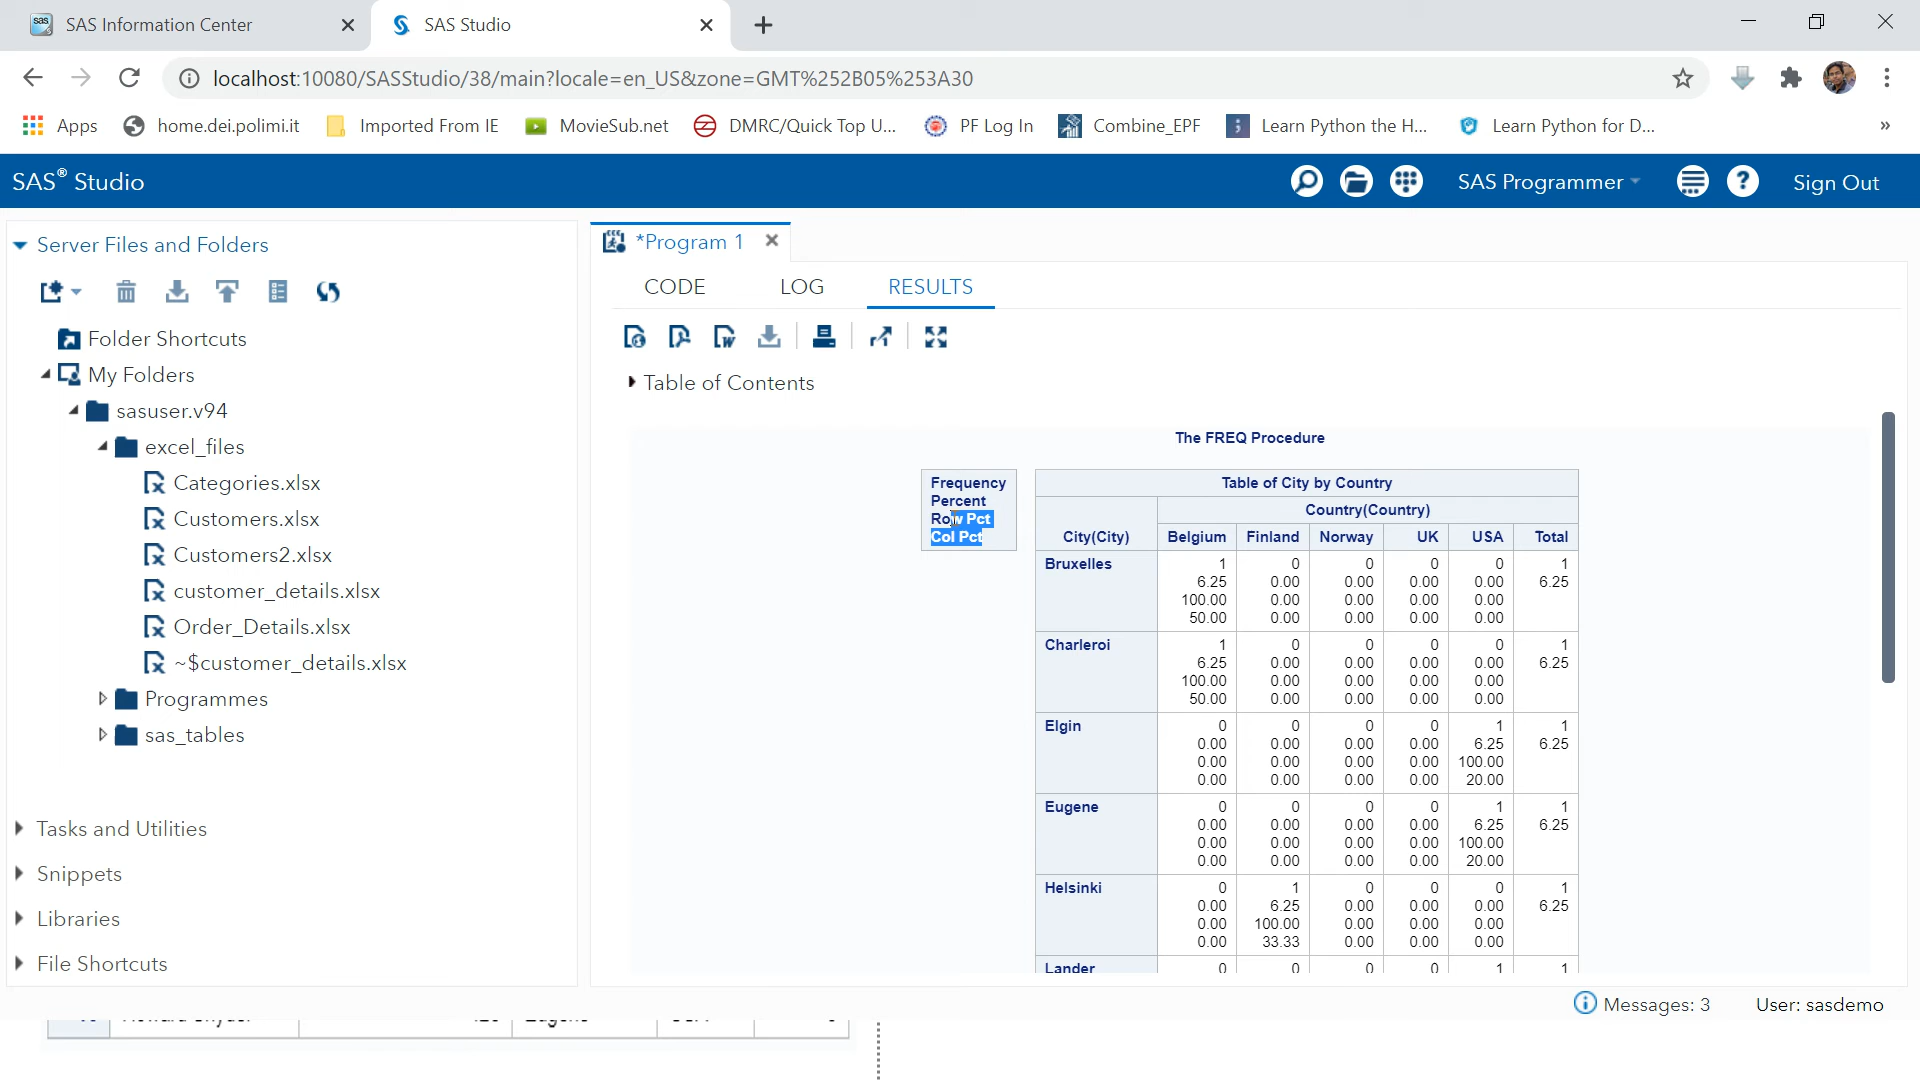 SAS Information Center
SAS Studio
localhost:10080/SASStudio/38/main?locale=en_US&zone=GMT%252B05%253A30
Apps home.dei.polimi.it Imported From IE MovieSub.net DMRC/Quick Top U... PF Log In Combine_EPF Learn Python the H... Learn Python for D... »
SAS® Studio
SAS Programmer
Sign Out
Server Files and Folders
Folder Shortcuts
My Folders
sasuser.v94
excel_files
Categories.xlsx
Customers.xlsx
Customers2.xlsx
customer_details.xlsx
Order_Details.xlsx
~$customer_details.xlsx
Programmes
sas_tables
Tasks and Utilities
Snippets
Libraries
File Shortcuts
*Program 1
CODE LOG RESULTS
Table of Contents
The FREQ Procedure
Frequency
Percent
Row Pct
Col Pct
Table of City by Country
Country(Country)
City(City) Belgium Finland Norway UK USA Total
Bruxelles 1 0 0 0 0 1
6.25 0.00 0.00 0.00 0.00 6.25
100.00 0.00 0.00 0.00 0.00
50.00 0.00 0.00 0.00 0.00
Charleroi 1 0 0 0 0 1
6.25 0.00 0.00 0.00 0.00 6.25
100.00 0.00 0.00 0.00 0.00
50.00 0.00 0.00 0.00 0.00
Elgin 0 0 0 0 1 1
0.00 0.00 0.00 0.00 6.25 6.25
0.00 0.00 0.00 0.00 100.00
0.00 0.00 0.00 0.00 20.00
Eugene 0 0 0 0 1 1
0.00 0.00 0.00 0.00 6.25 6.25
0.00 0.00 0.00 0.00 100.00
0.00 0.00 0.00 0.00 20.00
Helsinki 0 1 0 0 0 1
0.00 6.25 0.00 0.00 0.00 6.25
0.00 100.00 0.00 0.00 0.00
0.00 33.33 0.00 0.00 0.00
Lander 0 0 0 0 1 1
Messages: 3
User: sasdemo